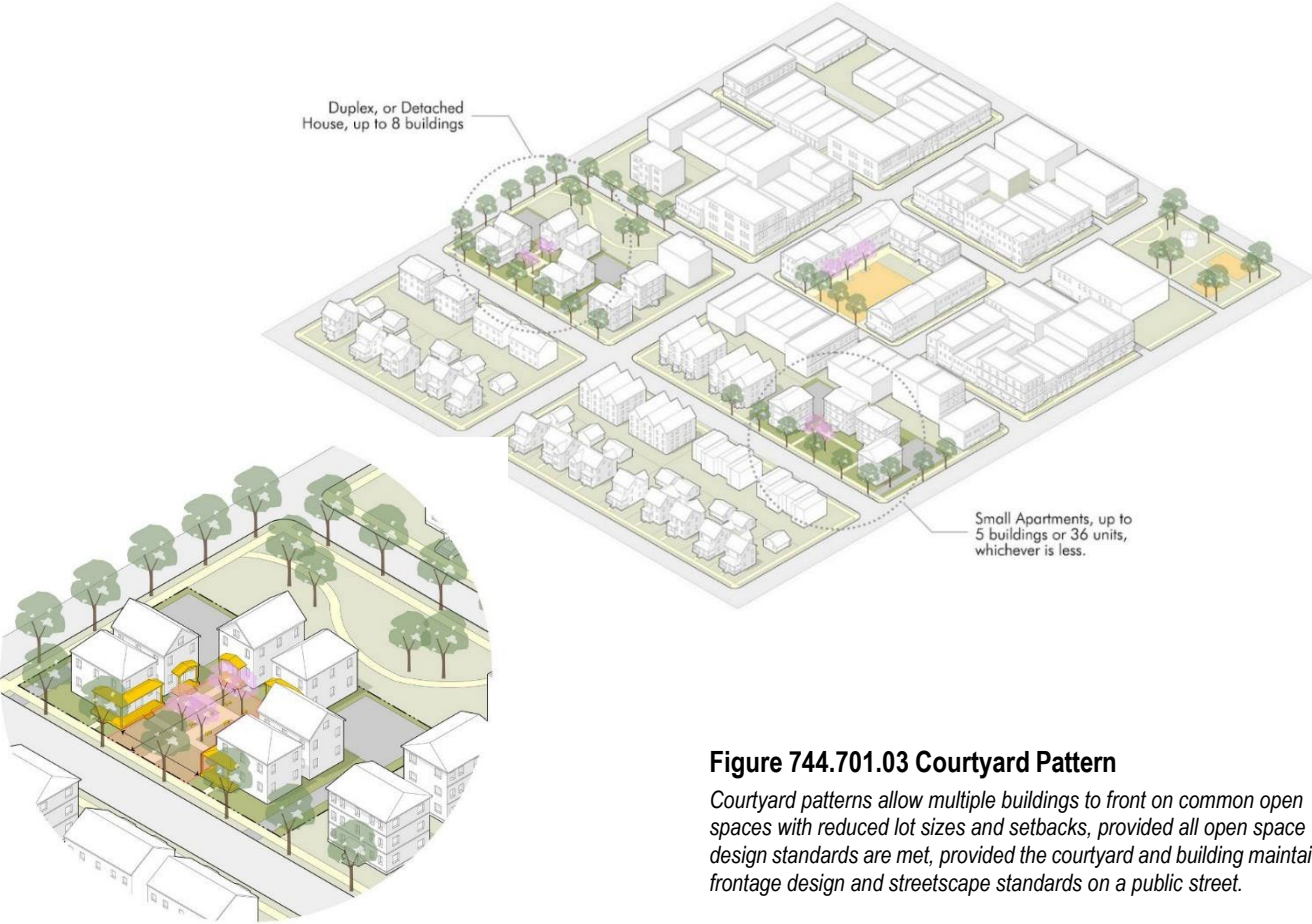 Duplex, or Detached
House, up to 8 buildings
Small Apartments, up to
5 buildings or 36 units,
whichever is less.
Figure 744.701.03 Courtyard Pattern
Courtyard patterns allow multiple buildings to front on common open
spaces with reduced lot sizes and setbacks, provided all open space
design standards are met, provided the courtyard and building maintai
frontage design and streetscape standards on a public street.